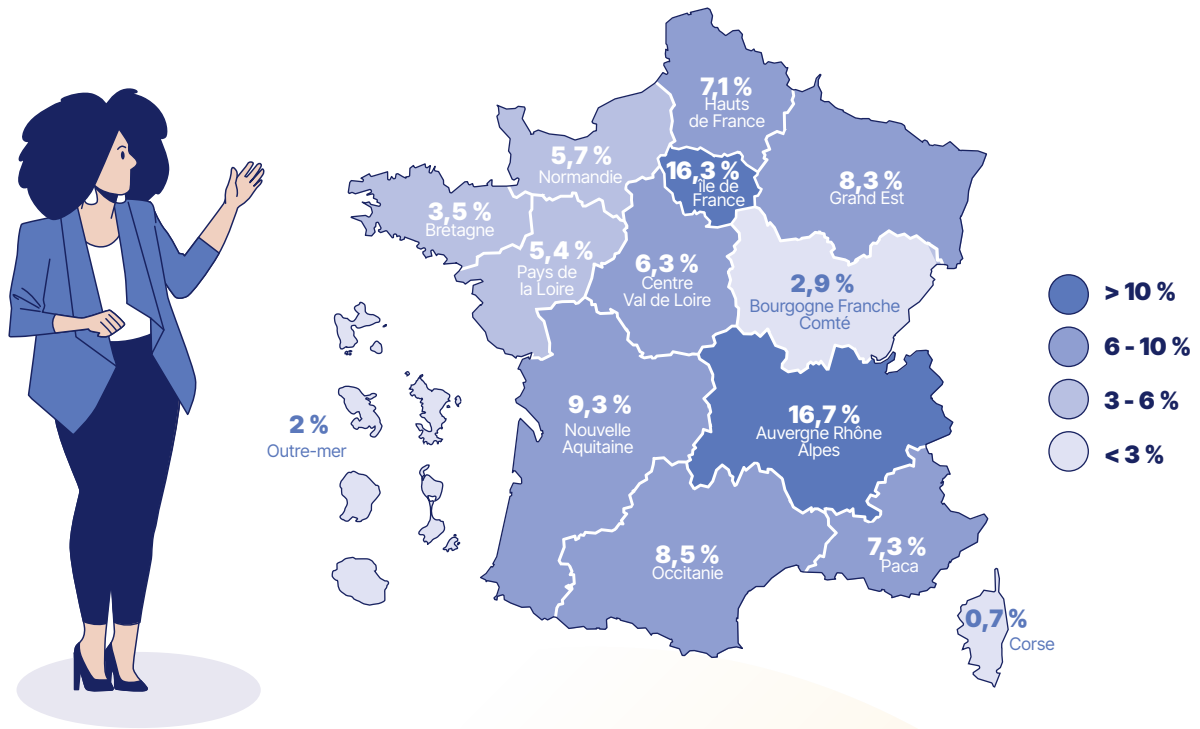 7,1 %
Hauts
de France
5,7 %
Normandie
16,3 %
île de
France
8,3 %
Grand Est
3,5 %
Bretagne
5,4 %
Pays de
la Loire
6,3 %
Centre
Val de Loire
2,9 %
Bourgogne Franche
Comté
> 10 %
6 - 10 %
3 - 6 %
< 3 %
9,3 %
Nouvelle
Aquitaine
16,7 %
Auvergne Rhône
Alpes
2 %
Outre-mer
8,5 %
Occitanie
7,3 %
Paca
0,7 %
Corse